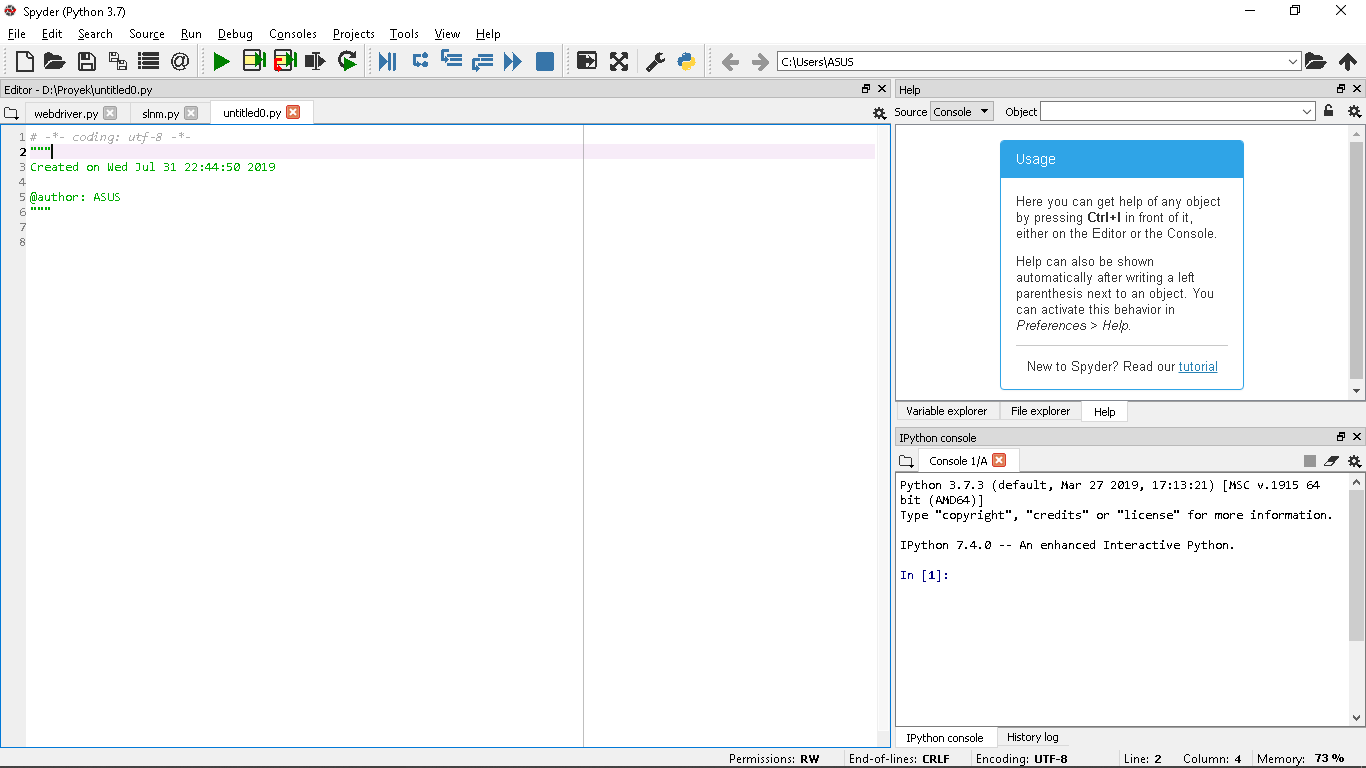 Spyder (Python 3.7)
File Edit Search Source Run Debug Consoles Projects Tools View Help
C:\Users\ASUS
Editor - D:\Proyek\untitled0.py
webdriver.py slnm.py untitled0.py
1 # -*- coding: utf-8 -*-
2 """
3 Created on Wed Jul 31 22:44:50 2019
4
5 @author: ASUS
6 """
7
8
Help
Source Console Object
Usage
Here you can get help of any object
by pressing Ctrl+I in front of it,
either on the Editor or the Console.
Help can also be shown
automatically after writing a left
parenthesis next to an object. You
can activate this behavior in
Preferences > Help.
New to Spyder? Read our tutorial
Variable explorer File explorer Help
IPython console
Console 1/A
Python 3.7.3 (default, Mar 27 2019, 17:13:21) [MSC v.1915 64
bit (AMD64)]
Type "copyright", "credits" or "license" for more information.
IPython 7.4.0 -- An enhanced Interactive Python.
In [1]:
IPython console History log
Permissions: RW End-of-lines: CRLF Encoding: UTF-8 Line: 2 Column: 4 Memory: 73 %